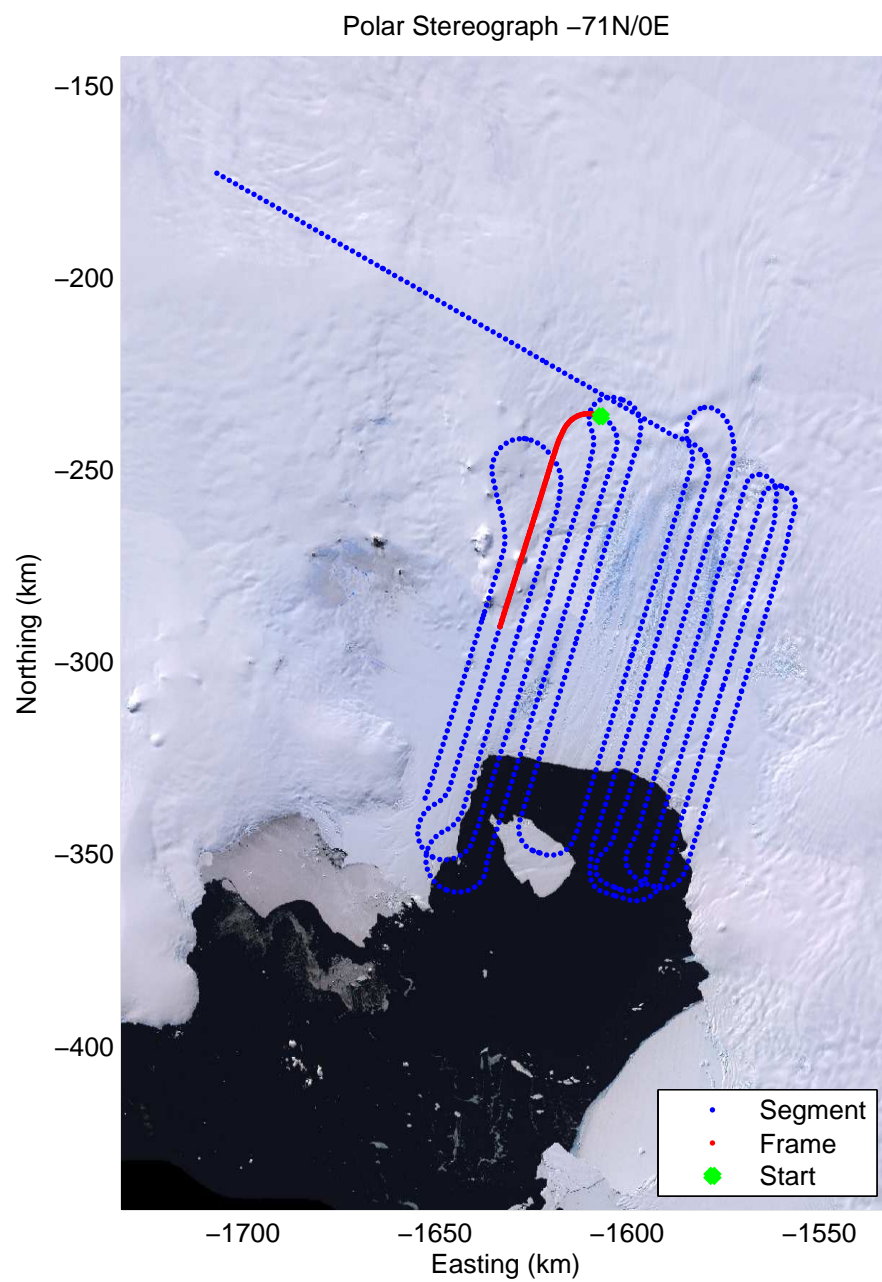 Polar Stereograph −71N/0E
−150
−200
−250
−300
−350
−400
Northing (km)
−1700
−1650
−1600
−1550
Easting (km)
Segment
Frame
Start